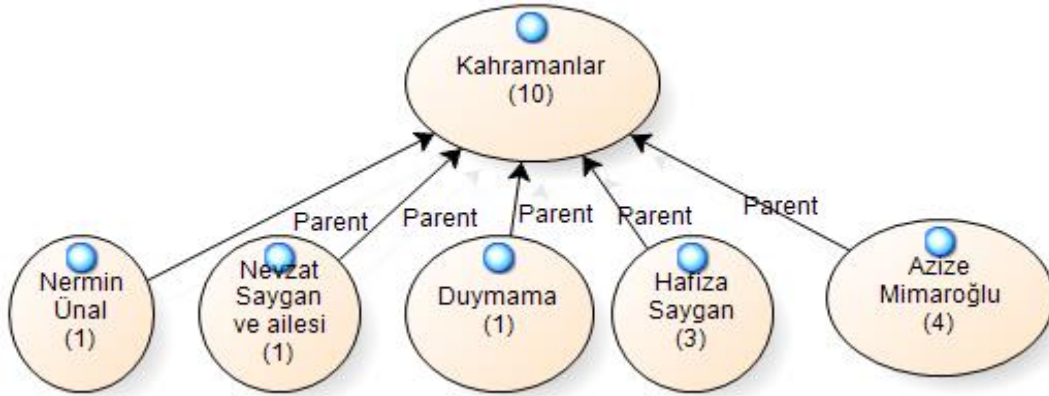 Kahramanlar
(10)
Parent
Parent
Parent
Parent
Parent
Nermin
Ünal
(1)
Nevzat
Saygan
ve ailesi
(1)
Duymama
(1)
Hafıza
Saygan
(3)
Azize
Mimaroğlu
(4)